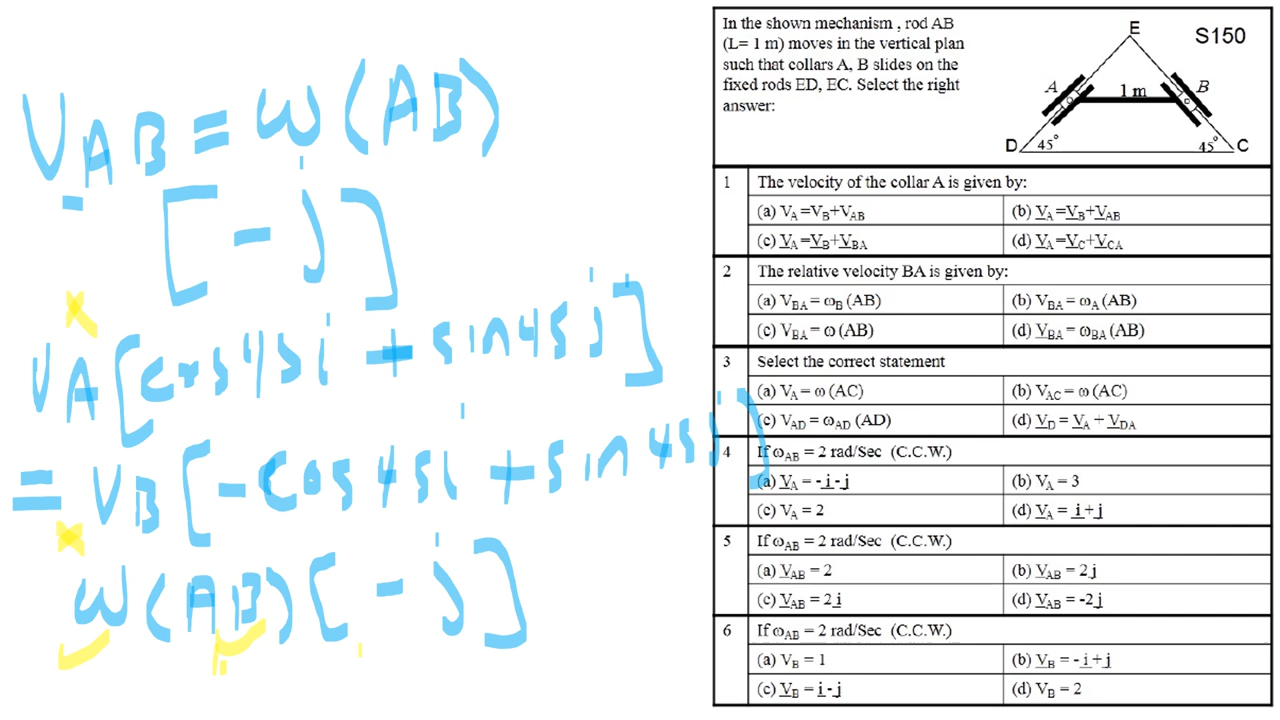 V_AB = ω (AB)
[ - j ]
V_A [cos45i + sin45j]
= V_B [- cos45i + sin45j]
ω (AB) [ - j ]
In the shown mechanism , rod AB
(L= 1 m) moves in the vertical plan
such that collars A, B slides on the
fixed rods ED, EC. Select the right
answer:
E
S150
A
1 m
B
D
45°
45°
C
1 The velocity of the collar A is given by:
(a) V_A =V_B+V_AB (b) V_A =V_B+V_AB
(c) V_A =V_B+V_BA (d) V_A =V_C+V_CA
2 The relative velocity BA is given by:
(a) V_BA = ω_B (AB) (b) V_BA = ω_A (AB)
(c) V_BA = ω (AB) (d) V_BA = ω_BA (AB)
3 Select the correct statement
(a) V_A = ω (AC) (b) V_AC = ω (AC)
(c) V_AD = ω_AD (AD) (d) V_D = V_A + V_DA
4 If ω_AB = 2 rad/Sec (C.C.W.)
(a) V_A = - i - j (b) V_A = 3
(c) V_A = 2 (d) V_A = i + j
5 If ω_AB = 2 rad/Sec (C.C.W.)
(a) V_AB = 2 (b) V_AB = 2 j
(c) V_AB = 2 i (d) V_AB = -2 j
6 If ω_AB = 2 rad/Sec (C.C.W.)
(a) V_B = 1 (b) V_B = - i + j
(c) V_B = i - j (d) V_B = 2